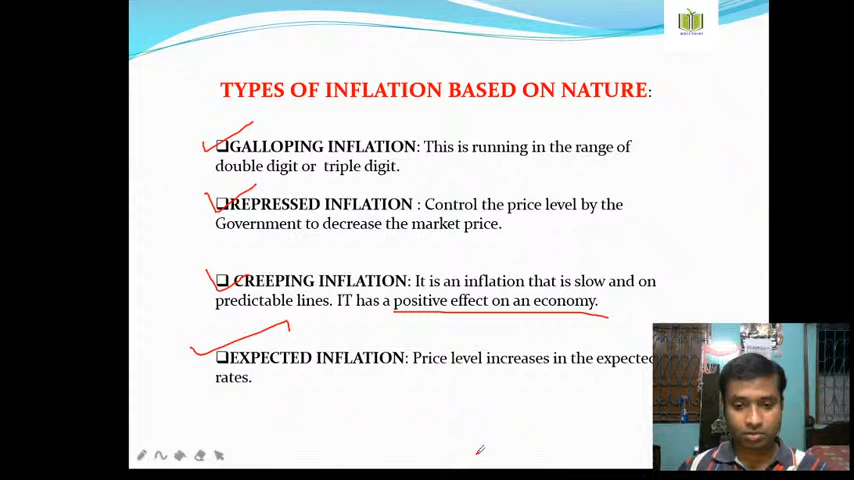 TYPES OF INFLATION BASED ON NATURE:
GALLOPING INFLATION: This is running in the range of
double digit or triple digit.
REPRESSED INFLATION : Control the price level by the
Government to decrease the market price.
CREEPING INFLATION: It is an inflation that is slow and on
predictable lines. IT has a positive effect on an economy.
EXPECTED INFLATION: Price level increases in the expected
rates.